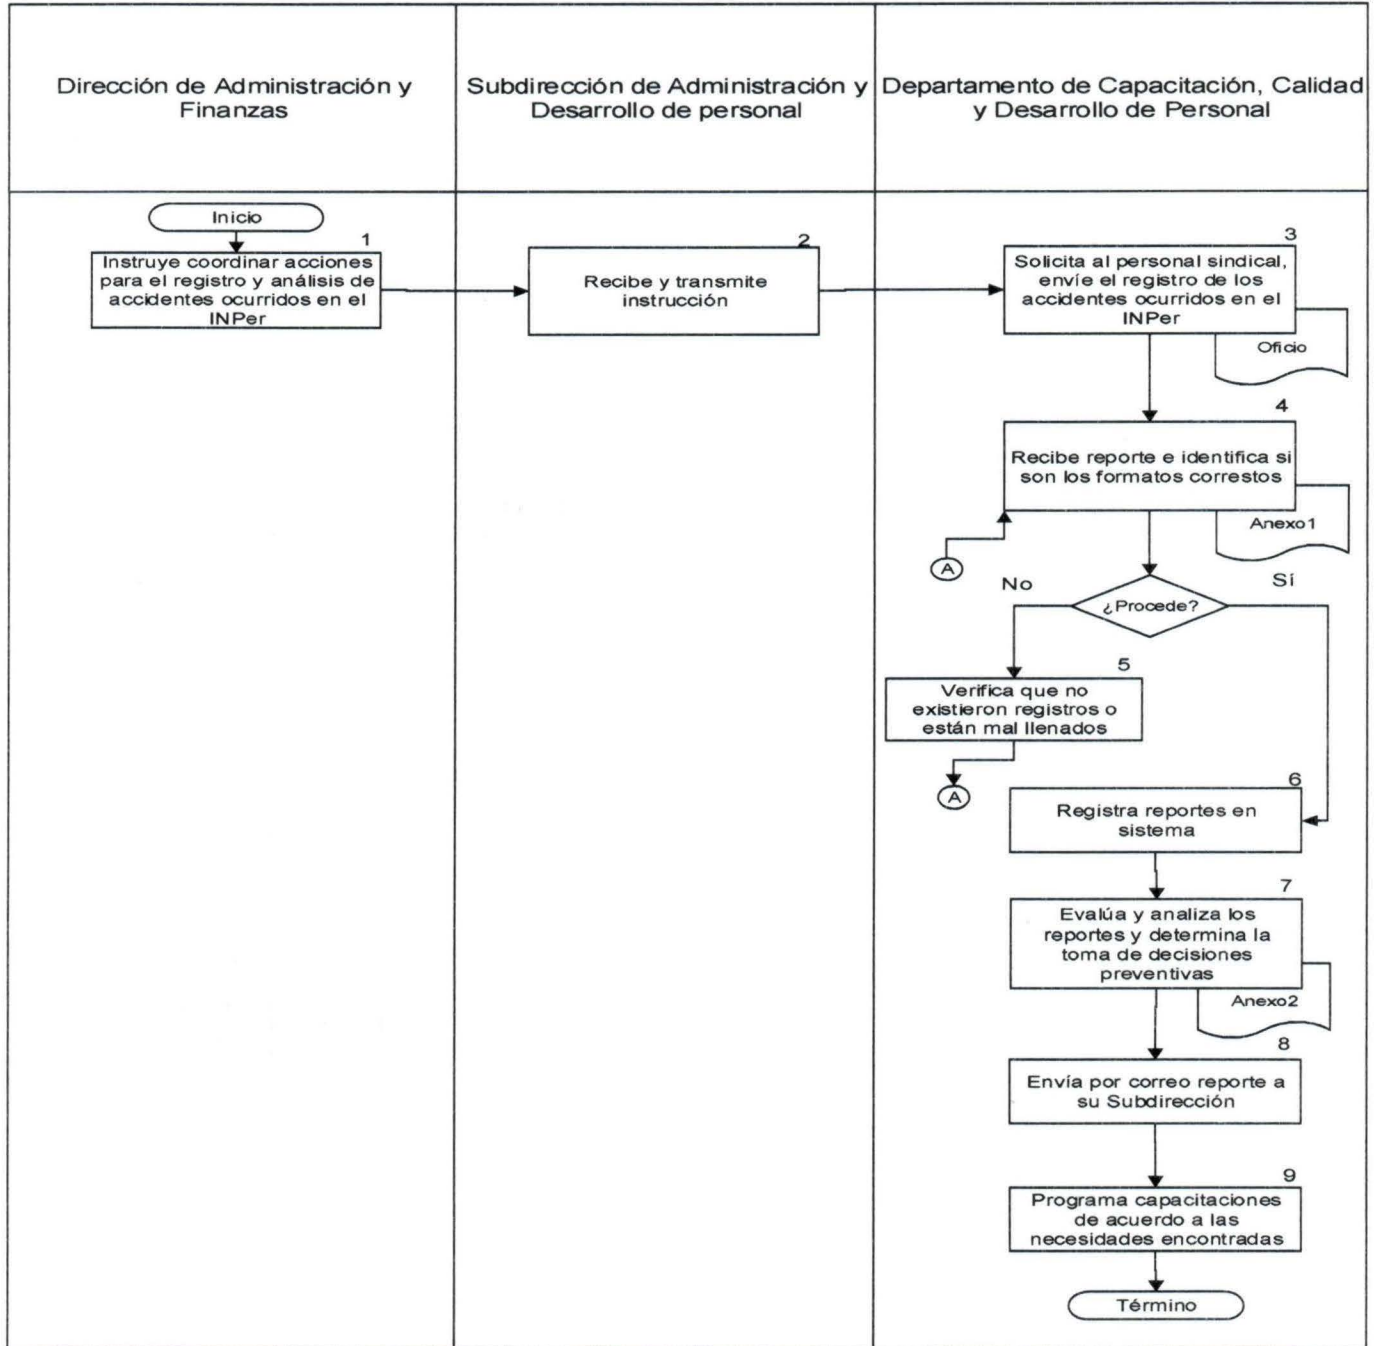 Dirección de Administración y
Finanzas
Subdirección de Administración y
Desarrollo de personal
Departamento de Capacitación, Calidad
y Desarrollo de Personal
Inicio
1
Instruye coordinar acciones
para el registro y análisis de
accidentes ocurridos en el
INPer
2
Recibe y transmite
instrucción
3
Solicita al personal sindical,
envíe el registro de los
accidentes ocurridos en el
INPer
Oficio
4
Recibe reporte e identifica si
son los formatos correstos
Anexo1
A
No
Sí
¿Procede?
5
Verifica que no
existieron registros o
están mal llenados
A
6
Registra reportes en
sistema
7
Evalúa y analiza los
reportes y determina la
toma de decisiones
preventivas
Anexo2
8
Envía por correo reporte a
su Subdirección
9
Programa capacitaciones
de acuerdo a las
necesidades encontradas
Término